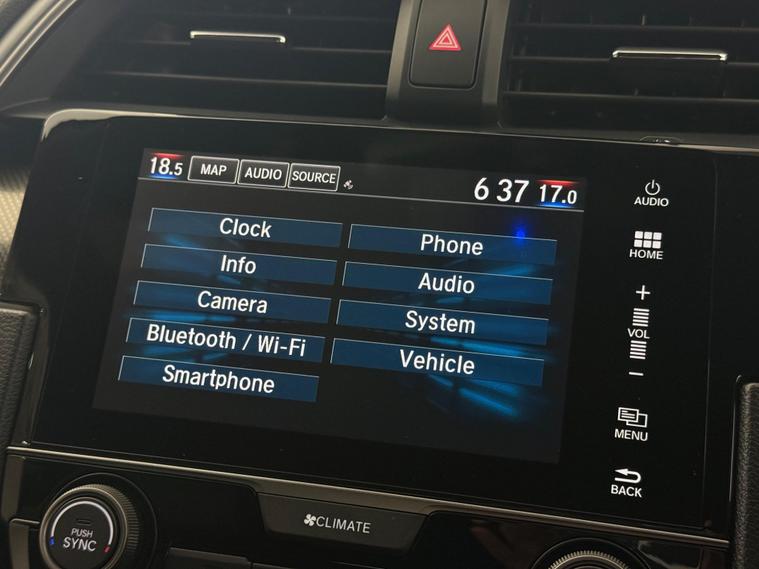 18.5 MAP AUDIO SOURCE 6 37 17.0
Clock
Info
Camera
Bluetooth / Wi-Fi
Smartphone
Phone
Audio
System
Vehicle
AUDIO
HOME
+
VOL
−
MENU
BACK
PUSH
SYNC
CLIMATE